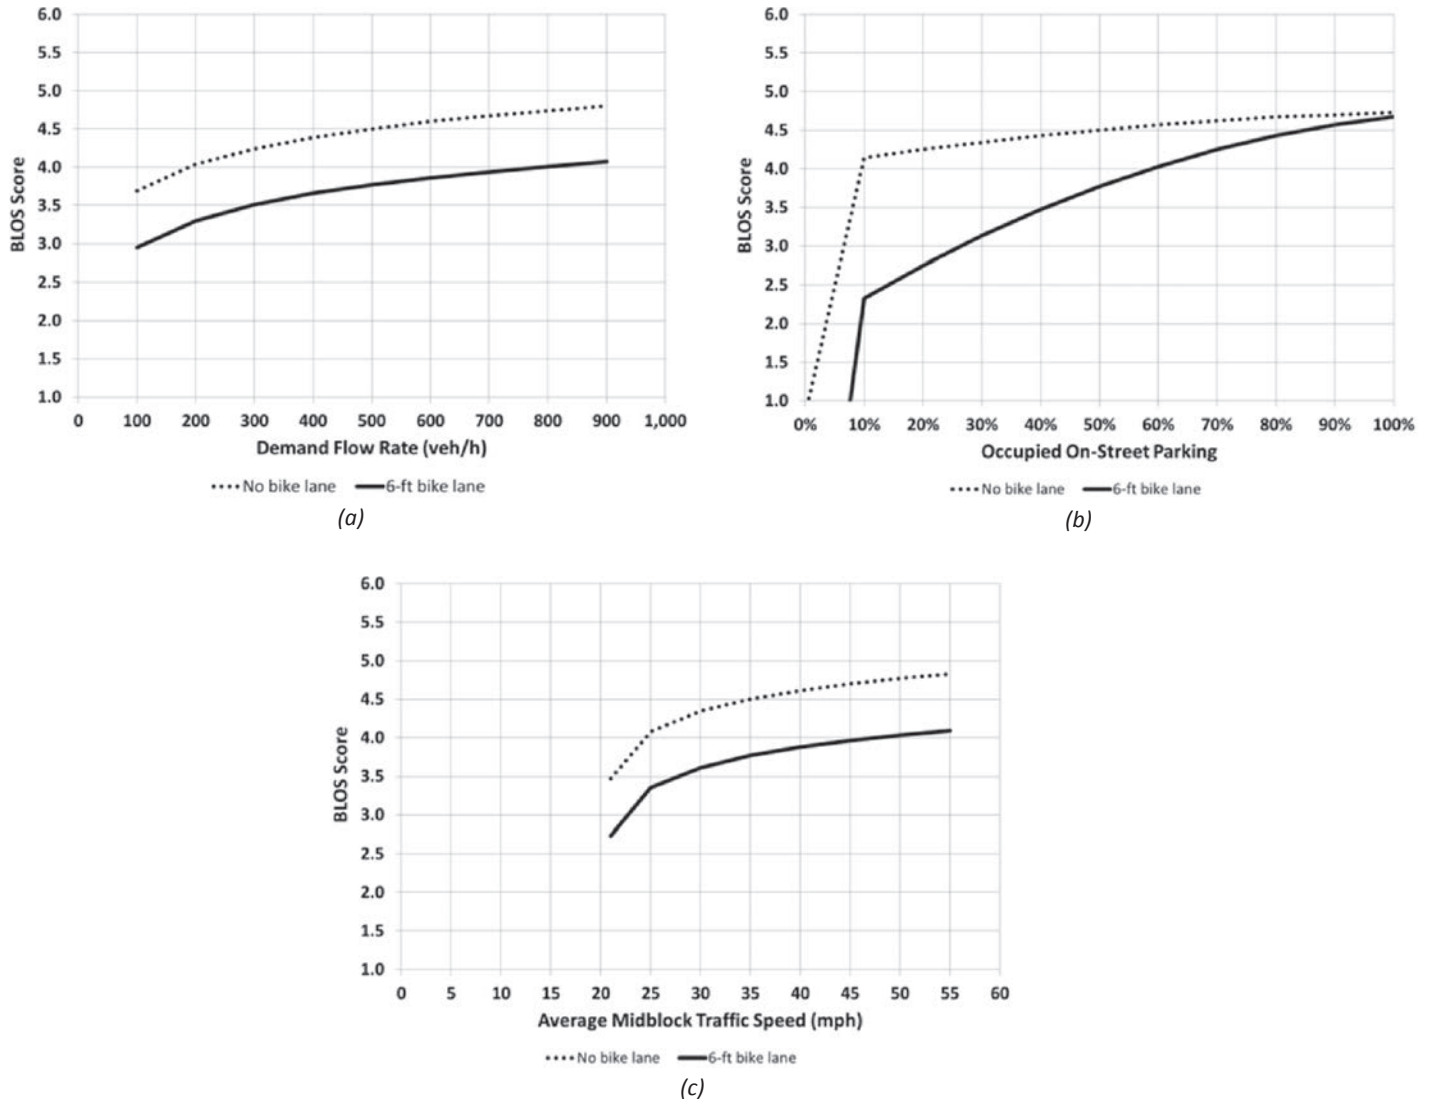 6.0
5.5
5.0
4.5
4.0
3.5
3.0
2.5
2.0
1.5
1.0
BLOS Score
0 100 200 300 400 500 600 700 800 900 1,000
Demand Flow Rate (veh/h)
No bike lane 6-ft bike lane
(a)
6.0
5.5
5.0
4.5
4.0
3.5
3.0
2.5
2.0
1.5
1.0
BLOS Score
0% 10% 20% 30% 40% 50% 60% 70% 80% 90% 100%
Occupied On-Street Parking
No bike lane 6-ft bike lane
(b)
6.0
5.5
5.0
4.5
4.0
3.5
3.0
2.5
2.0
1.5
1.0
BLOS Score
0 5 10 15 20 25 30 35 40 45 50 55 60
Average Midblock Traffic Speed (mph)
No bike lane 6-ft bike lane
(c)